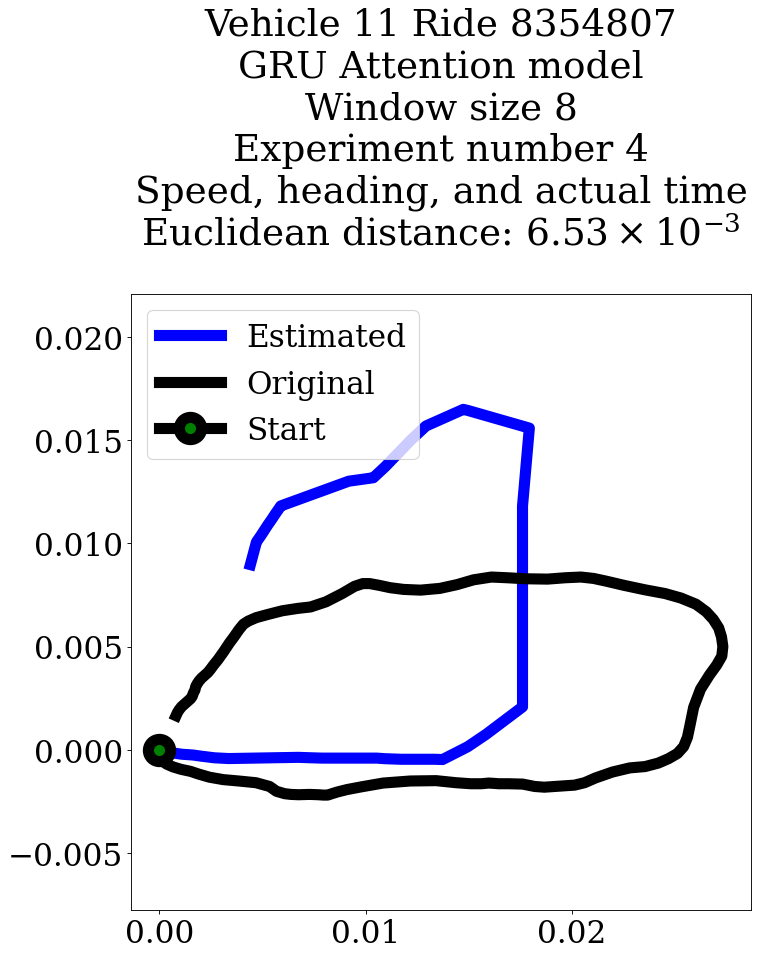 Vehicle 11 Ride 8354807
GRU Attention model
Window size 8
Experiment number 4
Speed, heading, and actual time
Euclidean distance: 6.53 × 10⁻³
Estimated
Original
Start
0.020
0.015
0.010
0.005
0.000
−0.005
0.00 0.01 0.02